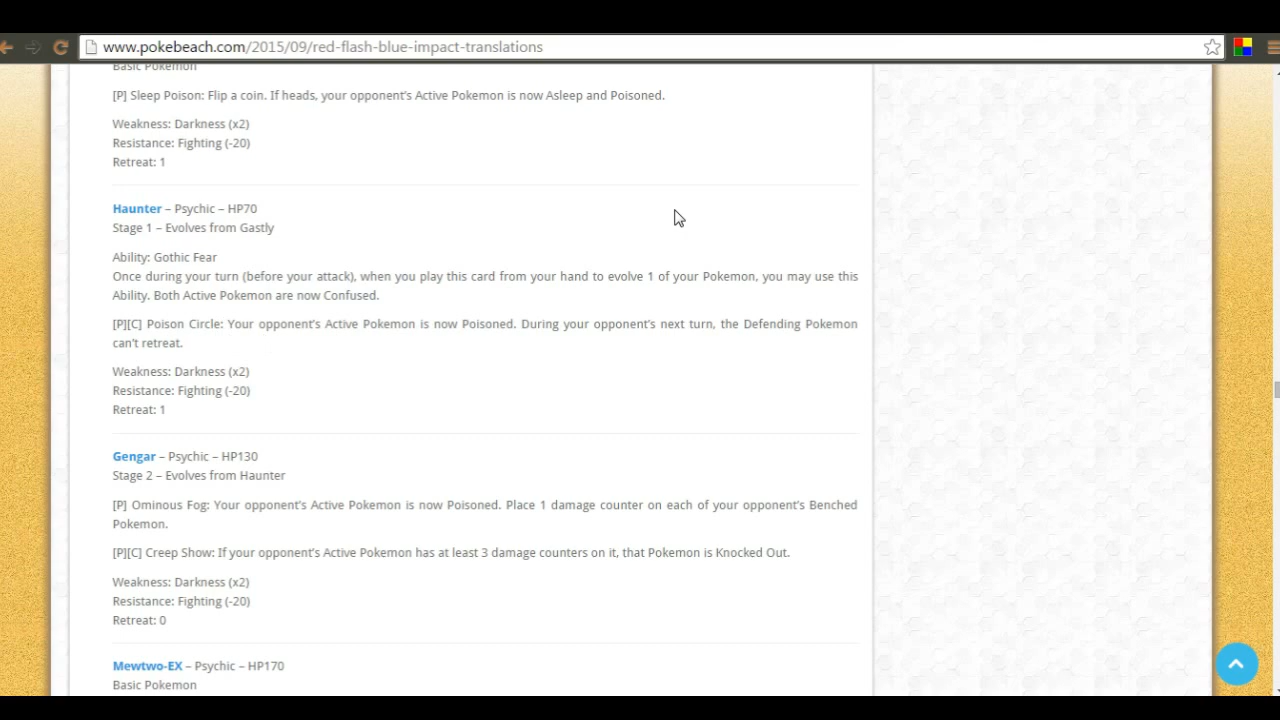 www.pokebeach.com/2015/09/red-flash-blue-impact-translations
Basic Pokemon
[P] Sleep Poison: Flip a coin. If heads, your opponent's Active Pokemon is now Asleep and Poisoned.
Weakness: Darkness (x2)
Resistance: Fighting (-20)
Retreat: 1
Haunter – Psychic – HP70
Stage 1 – Evolves from Gastly
Ability: Gothic Fear
Once during your turn (before your attack), when you play this card from your hand to evolve 1 of your Pokemon, you may use this
Ability. Both Active Pokemon are now Confused.
[P][C] Poison Circle: Your opponent's Active Pokemon is now Poisoned. During your opponent's next turn, the Defending Pokemon
can't retreat.
Weakness: Darkness (x2)
Resistance: Fighting (-20)
Retreat: 1
Gengar – Psychic – HP130
Stage 2 – Evolves from Haunter
[P] Ominous Fog: Your opponent's Active Pokemon is now Poisoned. Place 1 damage counter on each of your opponent's Benched
Pokemon.
[P][C] Creep Show: If your opponent's Active Pokemon has at least 3 damage counters on it, that Pokemon is Knocked Out.
Weakness: Darkness (x2)
Resistance: Fighting (-20)
Retreat: 0
Mewtwo-EX – Psychic – HP170
Basic Pokemon